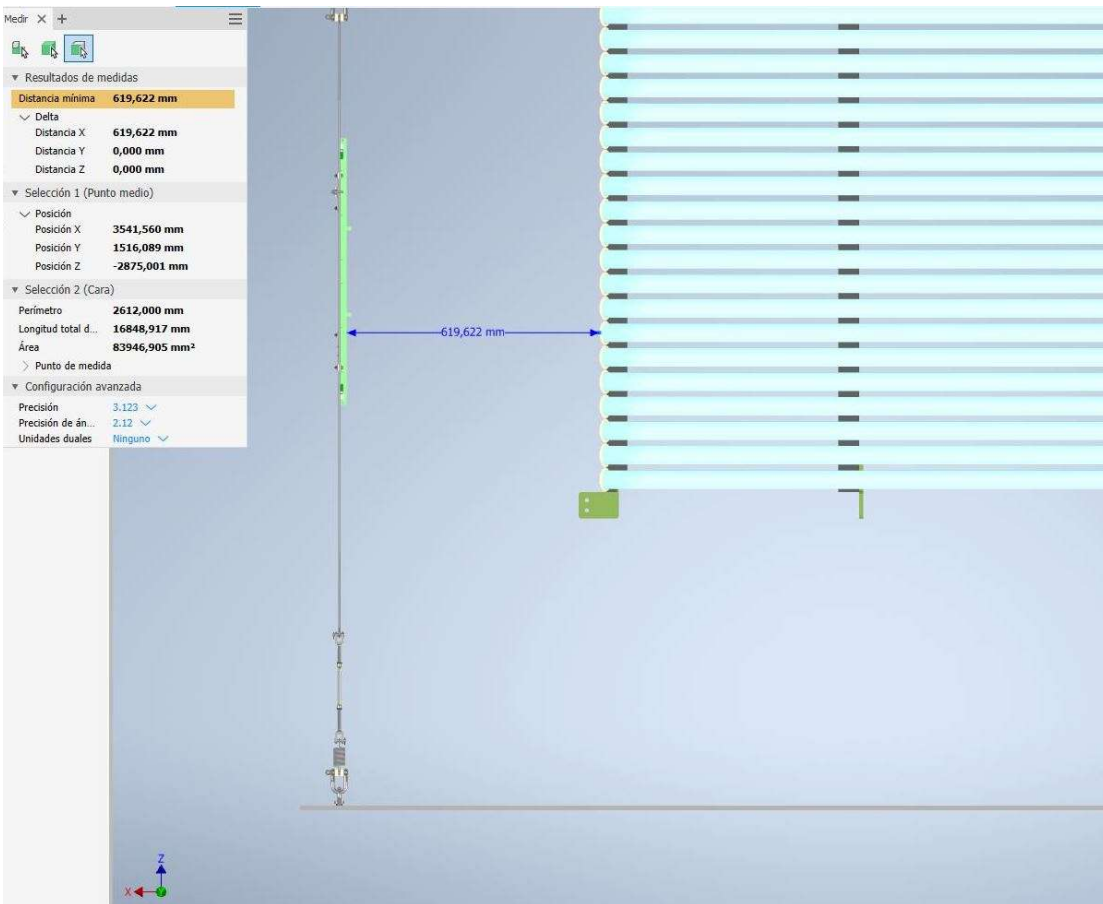 Medir
Resultados de medidas
Distancia mínima 619,622 mm
Delta
Distancia X 619,622 mm
Distancia Y 0,000 mm
Distancia Z 0,000 mm
Selección 1 (Punto medio)
Posición
Posición X 3541,560 mm
Posición Y 1516,089 mm
Posición Z -2875,001 mm
Selección 2 (Cara)
Perímetro 2612,000 mm
Longitud total d... 16848,917 mm
Área 83946,905 mm²
Punto de medida
Configuración avanzada
Precisión 3.123
Precisión de án... 2.12
Unidades duales Ninguno
619,622 mm
Z
X